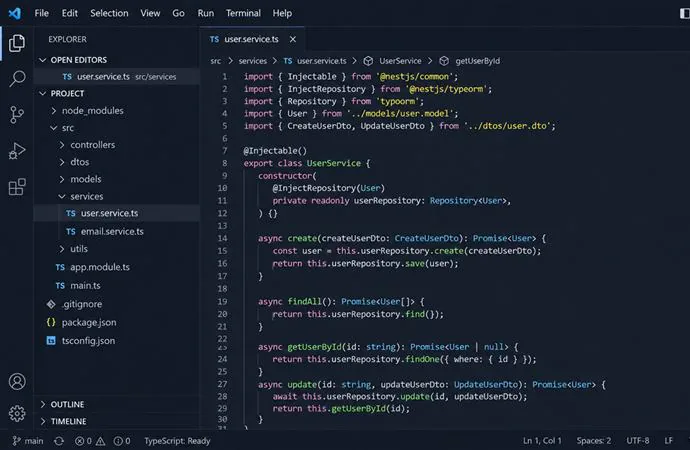 File Edit Selection View Go Run Terminal Help
EXPLORER
OPEN EDITORS
TS user.service.ts src/services
PROJECT
node_modules
src
controllers
dtos
models
services
TS user.service.ts
TS email.service.ts
utils
TS app.module.ts
TS main.ts
.gitignore
{} package.json
ts tsconfig.json
OUTLINE
TIMELINE
TS user.service.ts ×
src > services > TS user.service.ts > UserService > getUserById
1 import { Injectable } from '@nestjs/common';
2 import { InjectRepository } from '@nestjs/typeorm';
3 import { Repository } from 'typoorm';
4 import { User } from '../models/user.model';
5 import { CreateUserDto, UpdateUserDto } from '../dtos/user.dto';
6
7 @Injectable()
8 export class UserService {
9 constructor(
10 @InjectRepository(User)
11 private readonly userRepository: Repository<User>,
12 ) {}
13
14 async create(createUserDto: CreateUserDto): Promise<User> {
15 const user = this.userRepository.create(createUserDto);
16 return this.userRepository.save(user);
17 }
18
19 async findAll(): Promise<User[]> {
20 return this.userRepository.find({});
21 }
23 async getUserById(id: string): Promise<User | null> {
24 return this.userRepository.findOne({ where: { id } });
25 }
27 async update(id: string, updateUserDto: UpdateUserDto): Promise<User> {
28 await this.userRepository.update(id, updateUserDto);
29 return this.getUserById(id);
30 }
main 0 0 TypeScript: Ready Ln 1, Col 1 Spaces: 2 UTF-8 LF